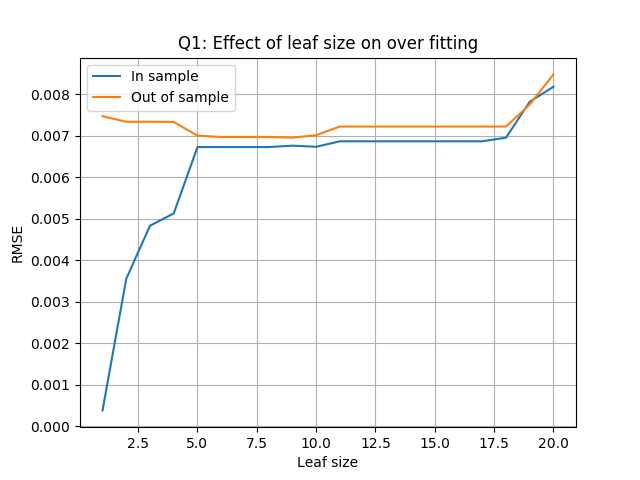 Q1: Effect of leaf size on over fitting
In sample
Out of sample
0.008
0.007
0.006
0.005
0.004
0.003
0.002
0.001
0.000
RMSE
2.5 5.0 7.5 10.0 12.5 15.0 17.5 20.0
Leaf size